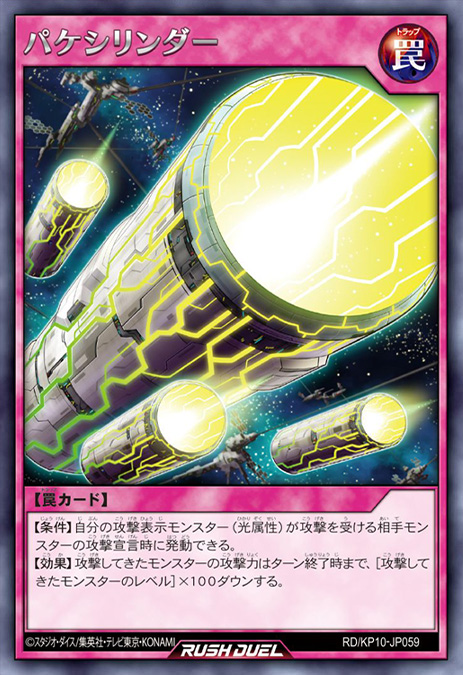 パケシリンダー
トラップ
罠
【罠カード】
【条件】自分の攻撃表示モンスター(光属性)が攻撃を受ける相手モン
スターの攻撃宣言時に発動できる。
【効果】攻撃してきたモンスターの攻撃力はターン終了時まで、[攻撃して
きたモンスターのレベル]×100ダウンする。
©スタジオ・ダイス/集英社・テレビ東京・KONAMI
RUSH DUEL
RD/KP10-JP059